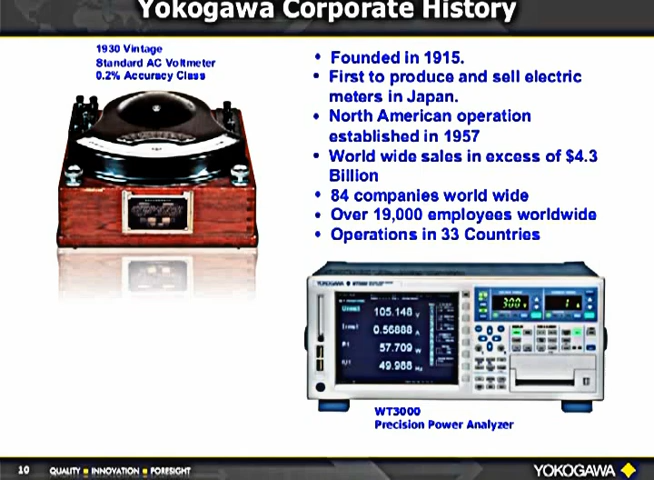 Yokogawa Corporate History
1930 Vintage
Standard AC Voltmeter
0.2% Accuracy Class
• Founded in 1915.
• First to produce and sell electric
meters in Japan.
• North American operation
established in 1957
• World wide sales in excess of $4.3
Billion
• 84 companies world wide
• Over 19,000 employees worldwide
• Operations in 33 Countries
YOKOGAWA
105.148 V
0.56888 A
57.709 W
49.988 Hz
300v
WT3000
Precision Power Analyzer
10 QUALITY INNOVATION FORESIGHT
YOKOGAWA